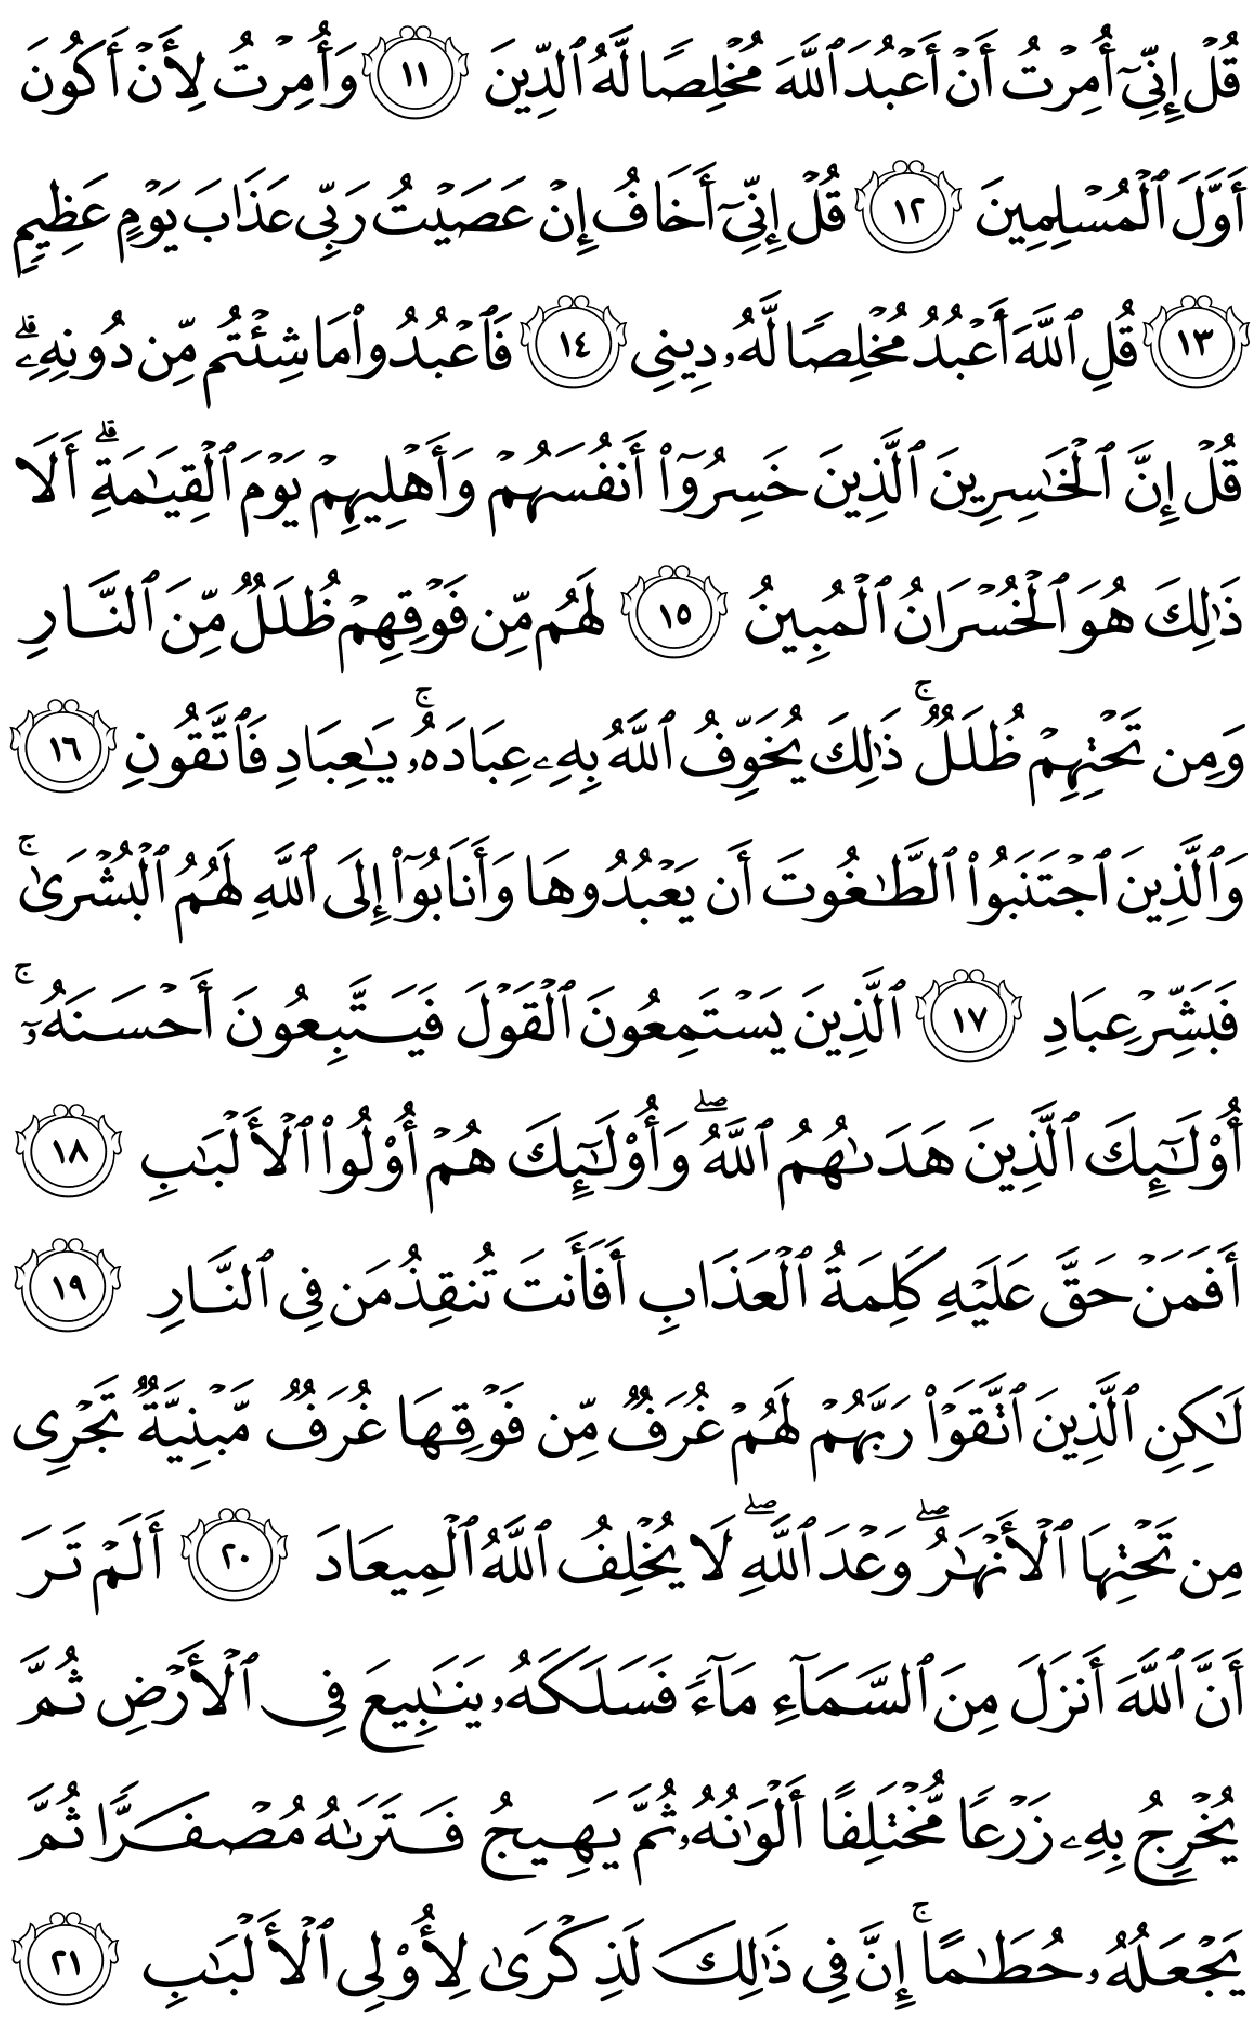 قُلْ إِنِّىٓ أُمِرْتُ أَنْ أَعْبُدَ ٱللَّهَ مُخْلِصًا لَّهُ ٱلدِّينَ ١١ وَأُمِرْتُ لِأَنْ أَكُونَ
أَوَّلَ ٱلْمُسْلِمِينَ ١٢ قُلْ إِنِّىٓ أَخَافُ إِنْ عَصَيْتُ رَبِّى عَذَابَ يَوْمٍ عَظِيمٍ
١٣ قُلِ ٱللَّهَ أَعْبُدُ مُخْلِصًا لَّهُۥ دِينِى ١٤ فَٱعْبُدُوا۟ مَا شِئْتُم مِّن دُونِهِۦ ۗ
قُلْ إِنَّ ٱلْخَٰسِرِينَ ٱلَّذِينَ خَسِرُوٓا۟ أَنفُسَهُمْ وَأَهْلِيهِمْ يَوْمَ ٱلْقِيَٰمَةِ ۗ أَلَا
ذَٰلِكَ هُوَ ٱلْخُسْرَانُ ٱلْمُبِينُ ١٥ لَهُم مِّن فَوْقِهِمْ ظُلَلٌ مِّنَ ٱلنَّارِ
وَمِن تَحْتِهِمْ ظُلَلٌ ۚ ذَٰلِكَ يُخَوِّفُ ٱللَّهُ بِهِۦ عِبَادَهُۥ ۚ يَٰعِبَادِ فَٱتَّقُونِ ١٦
وَٱلَّذِينَ ٱجْتَنَبُوا۟ ٱلطَّٰغُوتَ أَن يَعْبُدُوهَا وَأَنَابُوٓا۟ إِلَى ٱللَّهِ لَهُمُ ٱلْبُشْرَىٰ ۚ
فَبَشِّرْ عِبَادِ ١٧ ٱلَّذِينَ يَسْتَمِعُونَ ٱلْقَوْلَ فَيَتَّبِعُونَ أَحْسَنَهُۥٓ ۚ
أُو۟لَٰٓئِكَ ٱلَّذِينَ هَدَىٰهُمُ ٱللَّهُ ۖ وَأُو۟لَٰٓئِكَ هُمْ أُو۟لُوا۟ ٱلْأَلْبَٰبِ ١٨
أَفَمَنْ حَقَّ عَلَيْهِ كَلِمَةُ ٱلْعَذَابِ أَفَأَنتَ تُنقِذُ مَن فِى ٱلنَّارِ ١٩
لَٰكِنِ ٱلَّذِينَ ٱتَّقَوْا۟ رَبَّهُمْ لَهُمْ غُرَفٌ مِّن فَوْقِهَا غُرَفٌ مَّبْنِيَّةٌ تَجْرِى
مِن تَحْتِهَا ٱلْأَنْهَٰرُ ۖ وَعْدَ ٱللَّهِ ۖ لَا يُخْلِفُ ٱللَّهُ ٱلْمِيعَادَ ٢٠ أَلَمْ تَرَ
أَنَّ ٱللَّهَ أَنزَلَ مِنَ ٱلسَّمَآءِ مَآءً فَسَلَكَهُۥ يَنَٰبِيعَ فِى ٱلْأَرْضِ ثُمَّ
يُخْرِجُ بِهِۦ زَرْعًا مُّخْتَلِفًا أَلْوَٰنُهُۥ ثُمَّ يَهِيجُ فَتَرَىٰهُ مُصْفَرًّا ثُمَّ
يَجْعَلُهُۥ حُطَٰمًا ۚ إِنَّ فِى ذَٰلِكَ لَذِكْرَىٰ لِأُو۟لِى ٱلْأَلْبَٰبِ ٢١